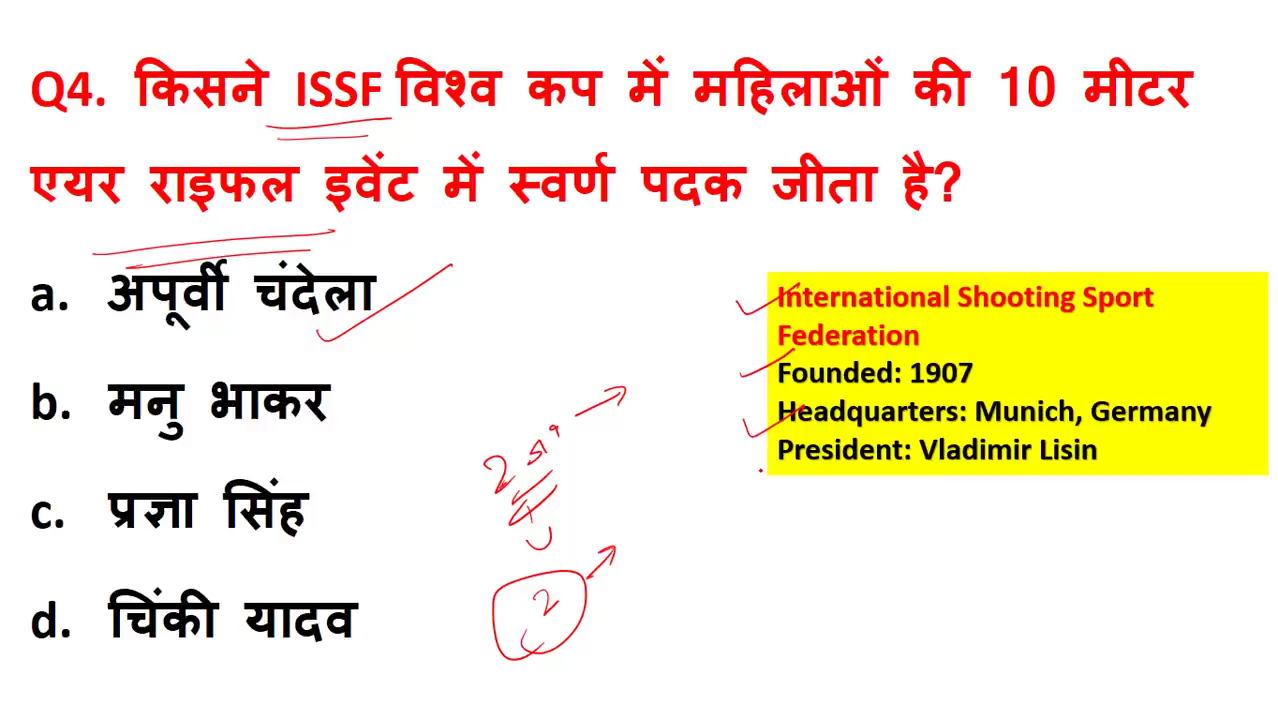 Q4. किसने ISSF विश्व कप में महिलाओं की 10 मीटर
एयर राइफल इवेंट में स्वर्ण पदक जीता है?
a. अपूर्वी चंदेला
b. मनु भाकर
c. प्रज्ञा सिंह
d. चिंकी यादव
International Shooting Sport
Federation
Founded: 1907
Headquarters: Munich, Germany
President: Vladimir Lisin
2
2